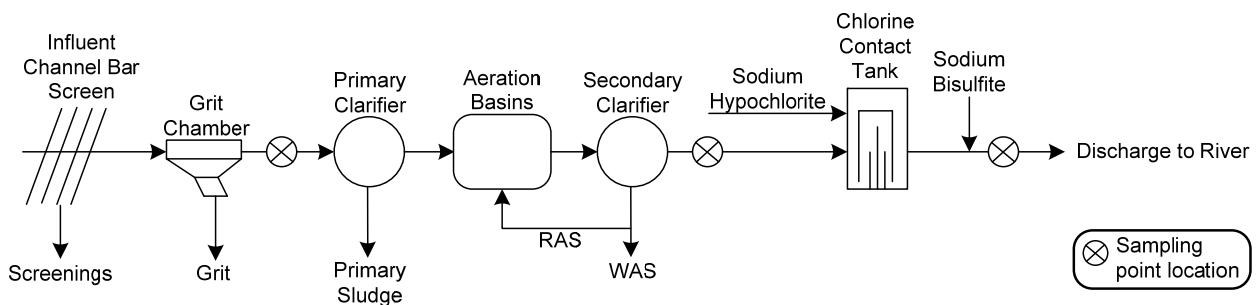 Influent
Channel Bar
Screen
Grit
Chamber
Primary
Clarifier
Aeration
Basins
Secondary
Clarifier
Sodium
Hypochlorite
Chlorine
Contact
Tank
Sodium
Bisulfite
Discharge to River
RAS
Screenings
Grit
Primary
Sludge
WAS
Sampling
point location